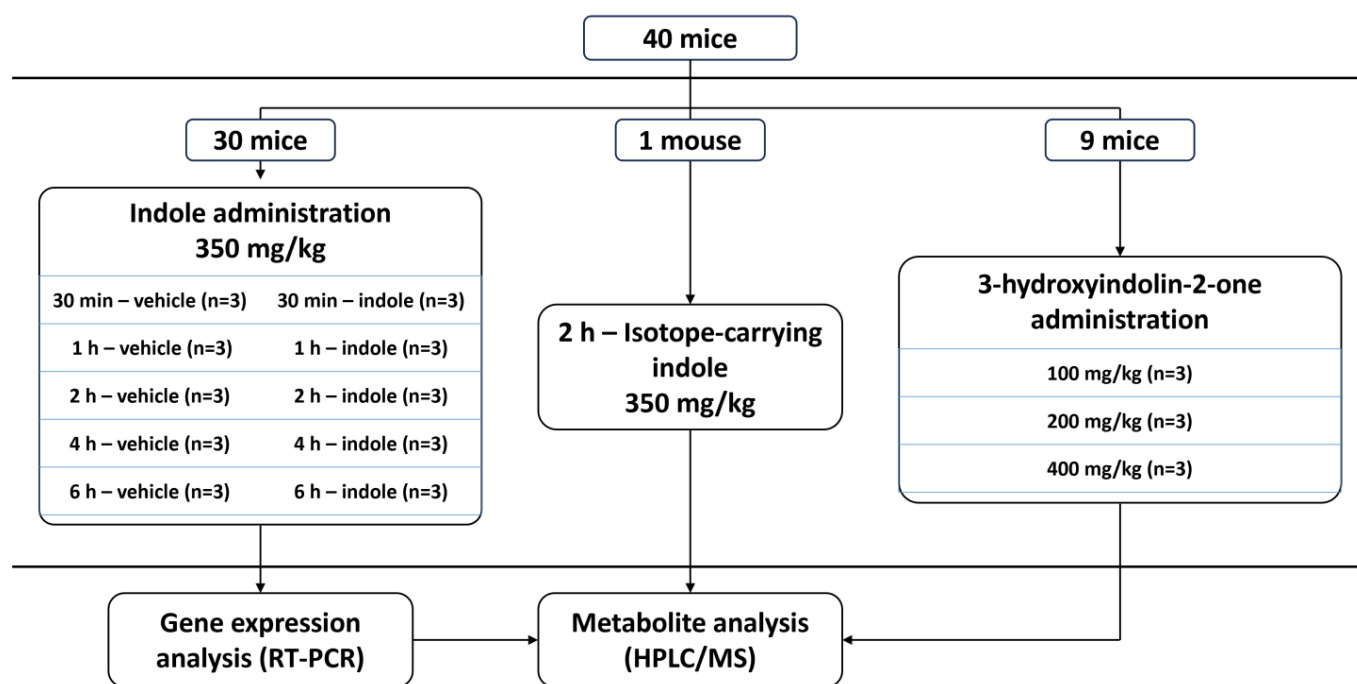 40 mice
30 mice
1 mouse
9 mice
Indole administration
350 mg/kg
30 min – vehicle (n=3)
30 min – indole (n=3)
1 h – vehicle (n=3)
1 h – indole (n=3)
2 h – vehicle (n=3)
2 h – indole (n=3)
4 h – vehicle (n=3)
4 h – indole (n=3)
6 h – vehicle (n=3)
6 h – indole (n=3)
2 h – Isotope-carrying
indole
350 mg/kg
3-hydroxyindolin-2-one
administration
100 mg/kg (n=3)
200 mg/kg (n=3)
400 mg/kg (n=3)
Gene expression
analysis (RT-PCR)
Metabolite analysis
(HPLC/MS)